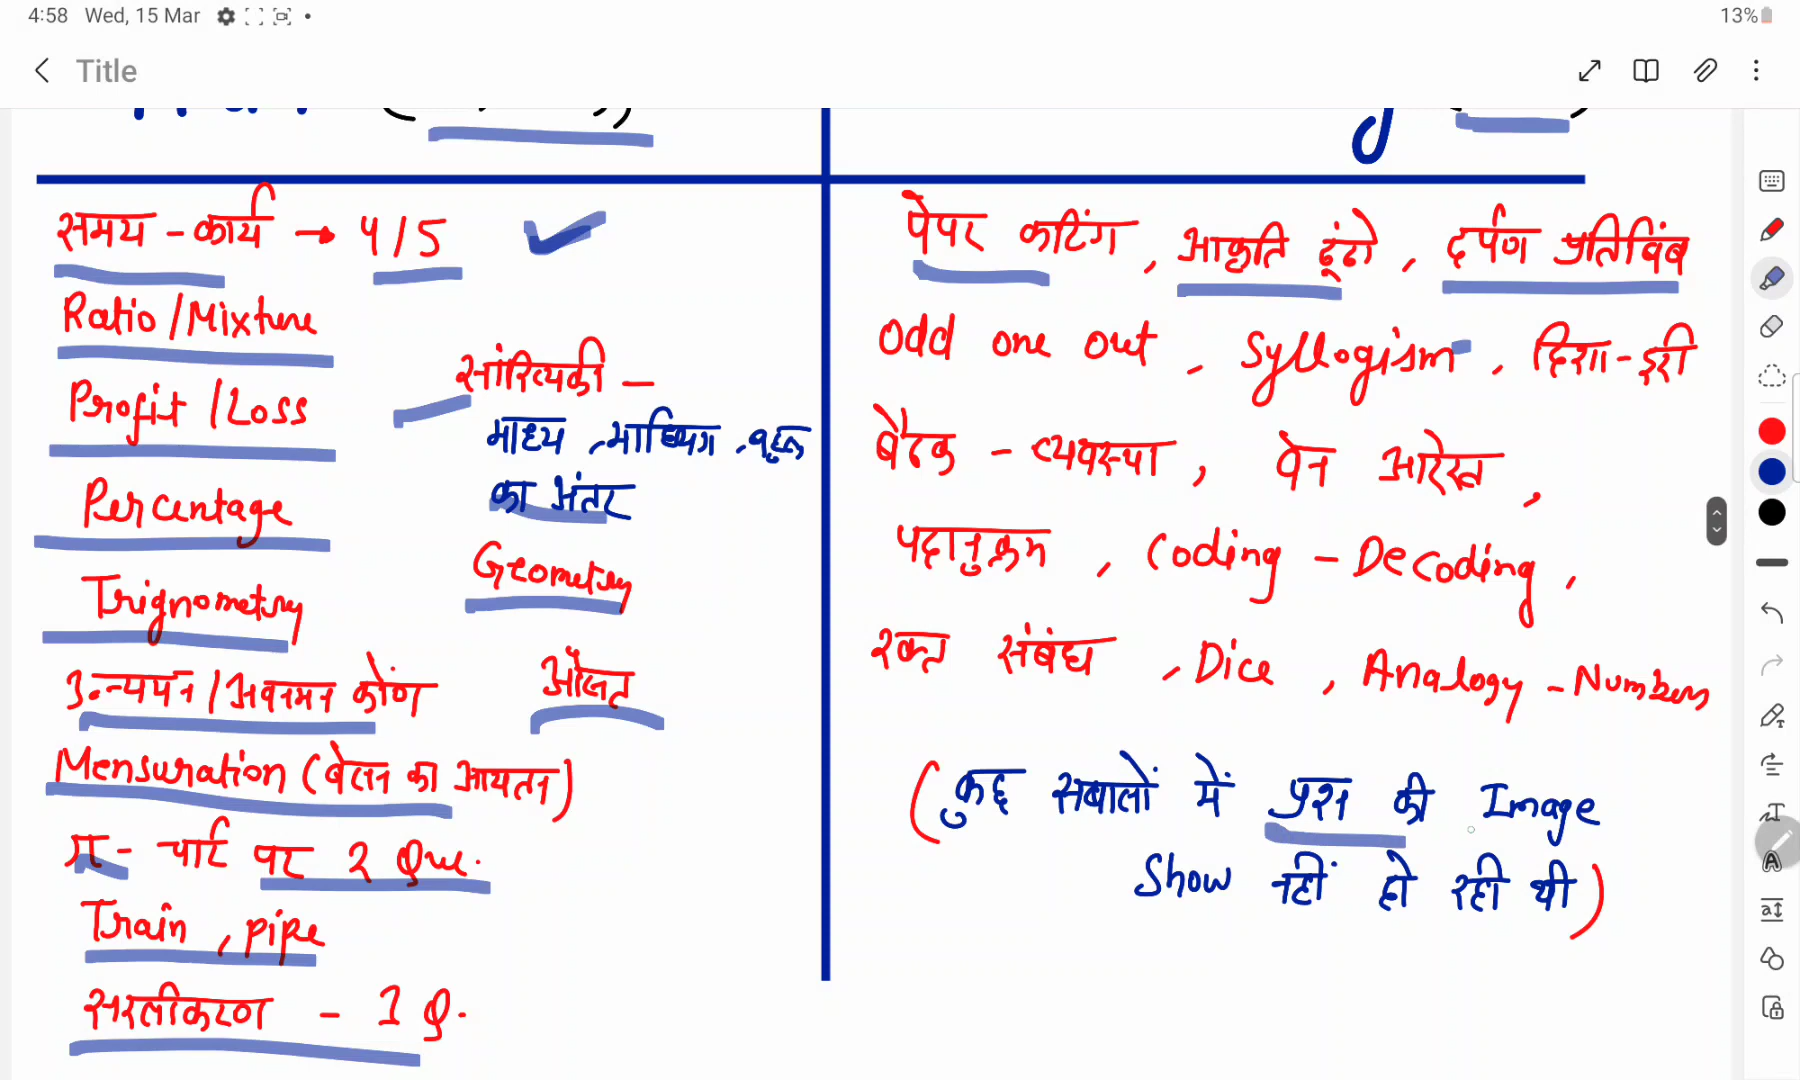 4:58 Wed, 15 Mar
13%
Title
समय - कार्य → 4/5
Ratio/Mixture
Profit/Loss
सांख्यिकी -
माध्य, माध्यिका, बहुलक
का अंतर
Percentage
Geometry
Trignometry
उन्नयन/अवनमन कोण
औसत
Mensuration (बेलन का आयतन)
पाई - चार्ट पर 2 Que.
Train, pipe
सरलीकरण - 1 Q.
पेपर कटिंग, आकृति ढूंढो, दर्पण प्रतिबिंब
Odd one out, Syllogism, दिशा - दूरी
बैठक - व्यवस्था, वेन आरेख,
पदानुक्रम, Coding - Decoding,
रक्त संबंध, Dice, Analogy - Numbers
(कुछ सवालों में प्रश्न की Image
Show नहीं हो रही थी)